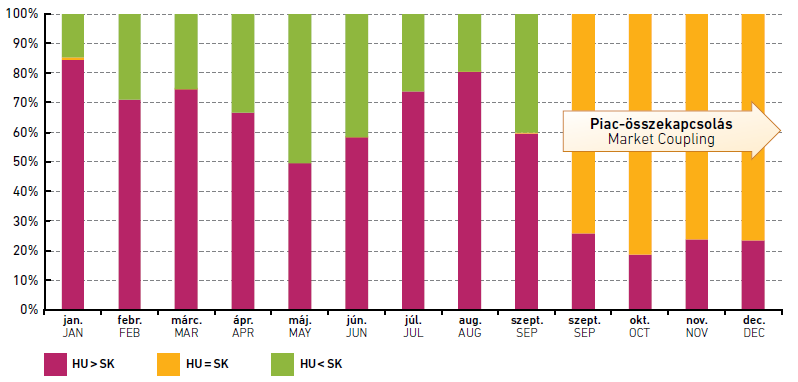 100%
90%
80%
70%
60%
50%
40%
30%
20%
10%
0%
Piac-összekapcsolás
Market Coupling
jan. febr. márc. ápr. máj. jún. júl. aug. szept. szept. okt. nov. dec.
JAN FEB MAR APR MAY JUN JUL AUG SEP SEP OCT NOV DEC
HU > SK HU = SK HU < SK